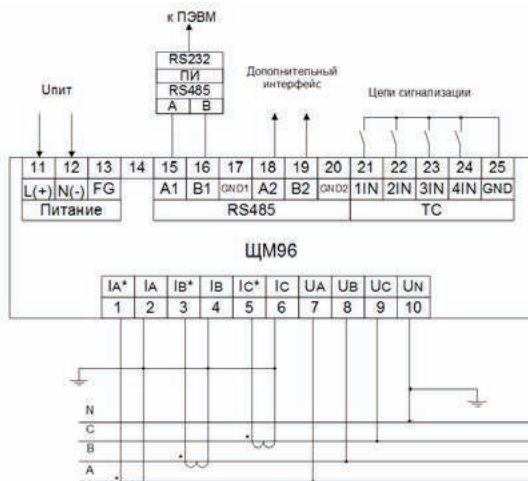 к ПЭВМ
RS232
ПИ
RS485
A B
Uпит
Дополнительный
интерфейс
Цепи сигнализации
11 12 13 14 15 16 17 18 19 20 21 22 23 24 25
L(+) N(-) FG A1 B1 GND1 A2 B2 GND2 1IN 2IN 3IN 4IN GND
Питание RS485 ТС
ЩМ96
IA* IA IB* IB IC* IC UA UB UC UN
1 2 3 4 5 6 7 8 9 10
N
C
B
A